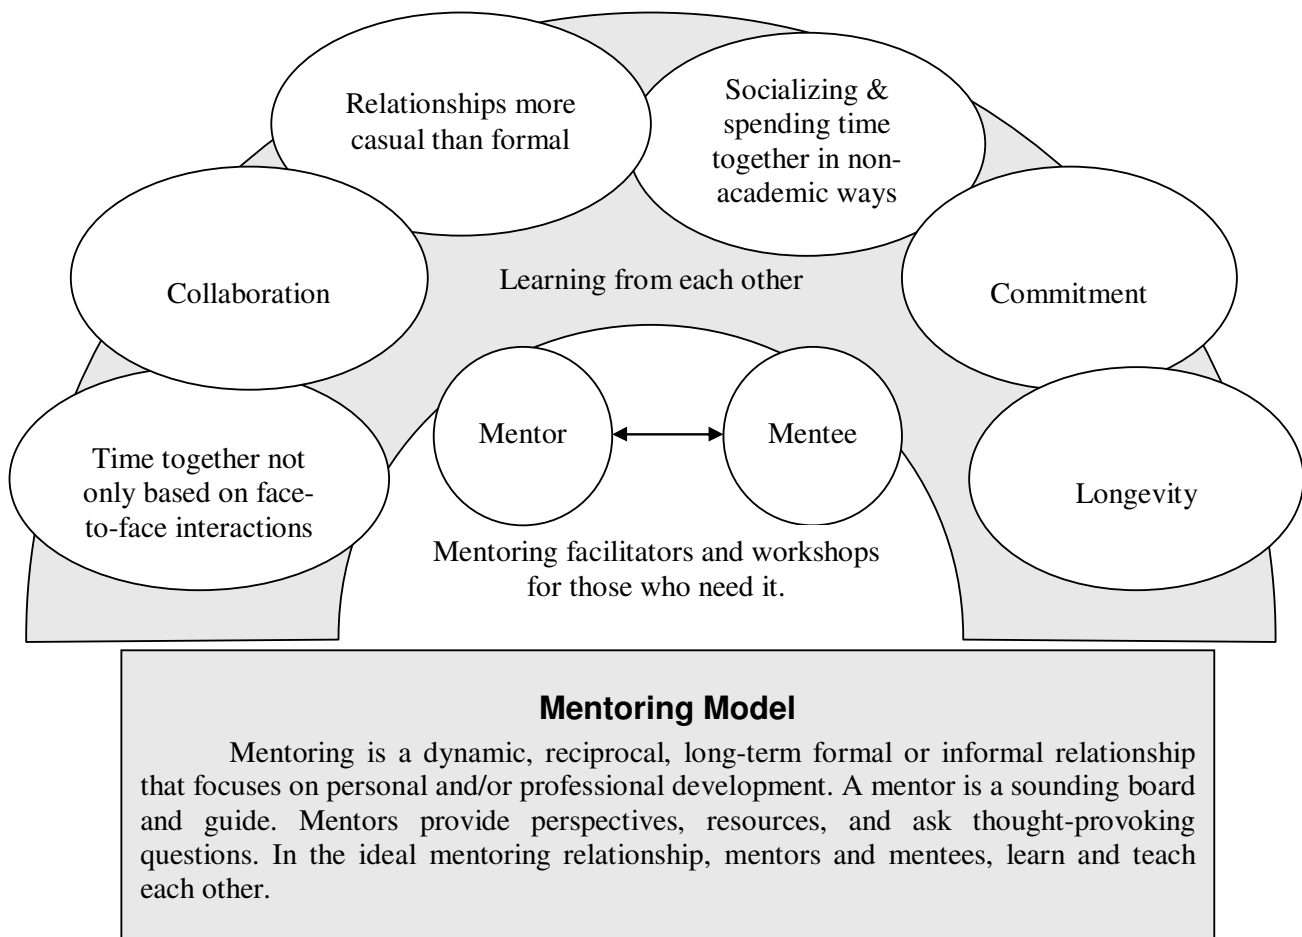 Relationships more
casual than formal
Socializing &
spending time
together in non-
academic ways
Collaboration
Learning from each other
Commitment
Time together not
only based on face-
to-face interactions
Mentor
Mentee
Longevity
Mentoring facilitators and workshops
for those who need it.
Mentoring Model
Mentoring is a dynamic, reciprocal, long-term formal or informal relationship
that focuses on personal and/or professional development. A mentor is a sounding board
and guide. Mentors provide perspectives, resources, and ask thought-provoking
questions. In the ideal mentoring relationship, mentors and mentees, learn and teach
each other.